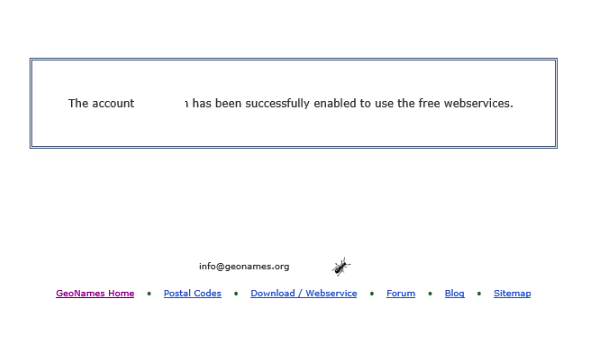 The account has been successfully enabled to use the free webservices.
info@geonames.org
GeoNames Home • Postal Codes • Download / Webservice • Forum • Blog • Sitemap